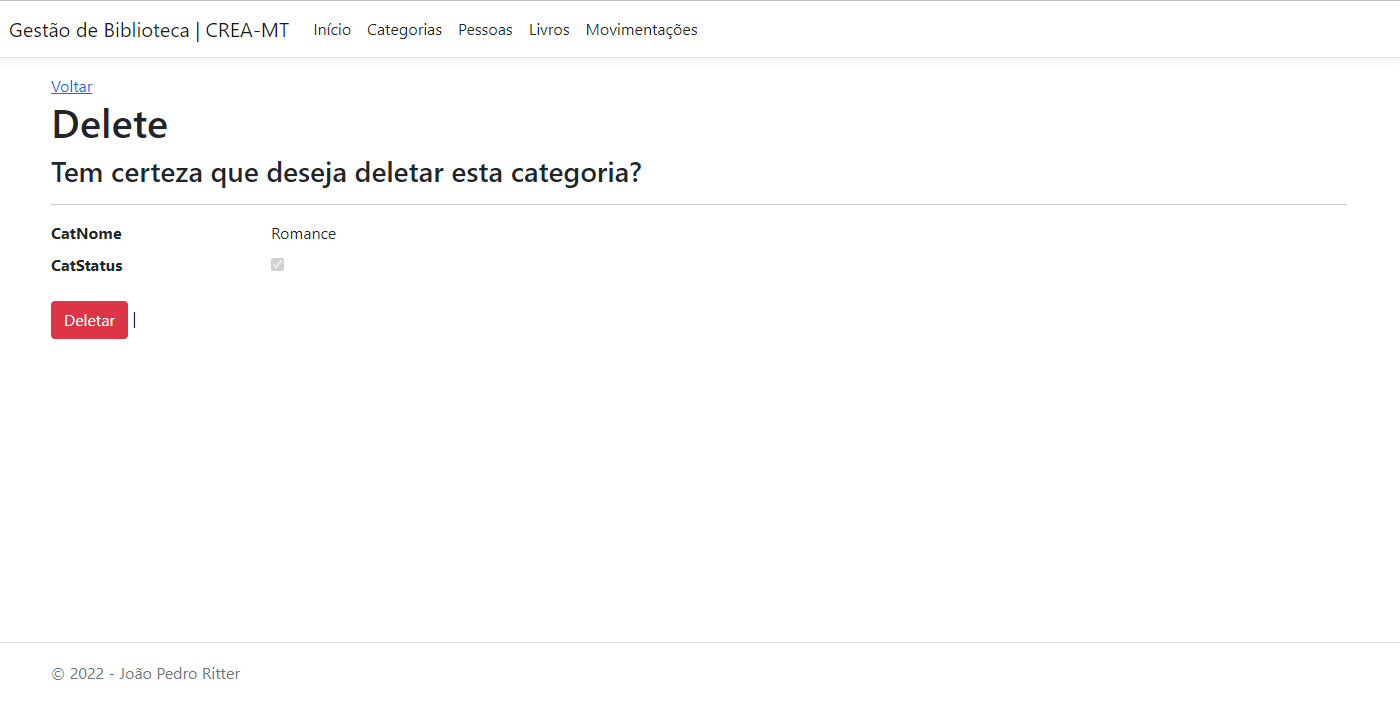 Gestão de Biblioteca | CREA-MT Início Categorias Pessoas Livros Movimentações
Voltar
Delete
Tem certeza que deseja deletar esta categoria?
CatNome Romance
CatStatus
Deletar |
© 2022 - João Pedro Ritter